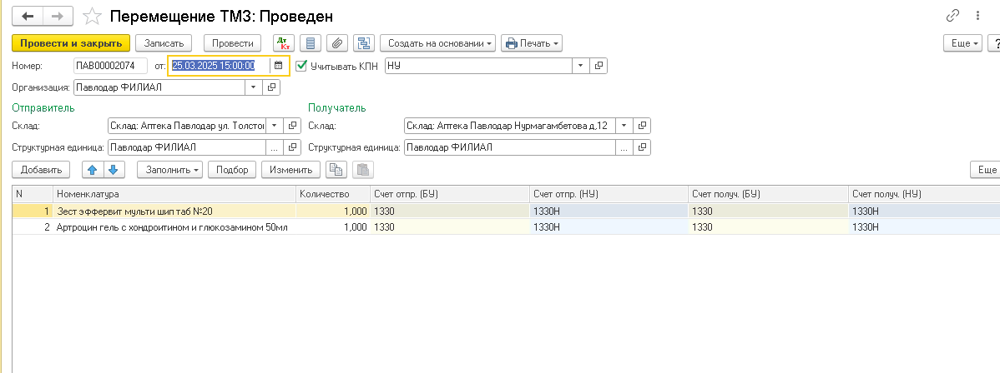 Перемещение ТМЗ: Проведен
Провести и закрыть Записать Провести Дт Кт Создать на основании Печать Еще ?
Номер: ПАВ00002074 от: 25.03.2025 15:00:00 Учитывать КПН НУ
Организация: Павлодар ФИЛИАЛ
Отправитель Получатель
Склад: Склад: Аптека Павлодар ул. Толстог Склад: Склад: Аптека Павлодар Нурмагамбетова д,12
Структурная единица: Павлодар ФИЛИАЛ ... Структурная единица: Павлодар ФИЛИАЛ ...
Добавить Заполнить Подбор Изменить Еще
N Номенклатура Количество Счет отпр. (БУ) Счет отпр. (НУ) Счет получ. (БУ) Счет получ. (НУ)
1 Зест эффервит мульти шип таб №20 1,000 1330 1330Н 1330 1330Н
2 Артроцин гель с хондроитином и глюкозамином 50мл 1,000 1330 1330Н 1330 1330Н